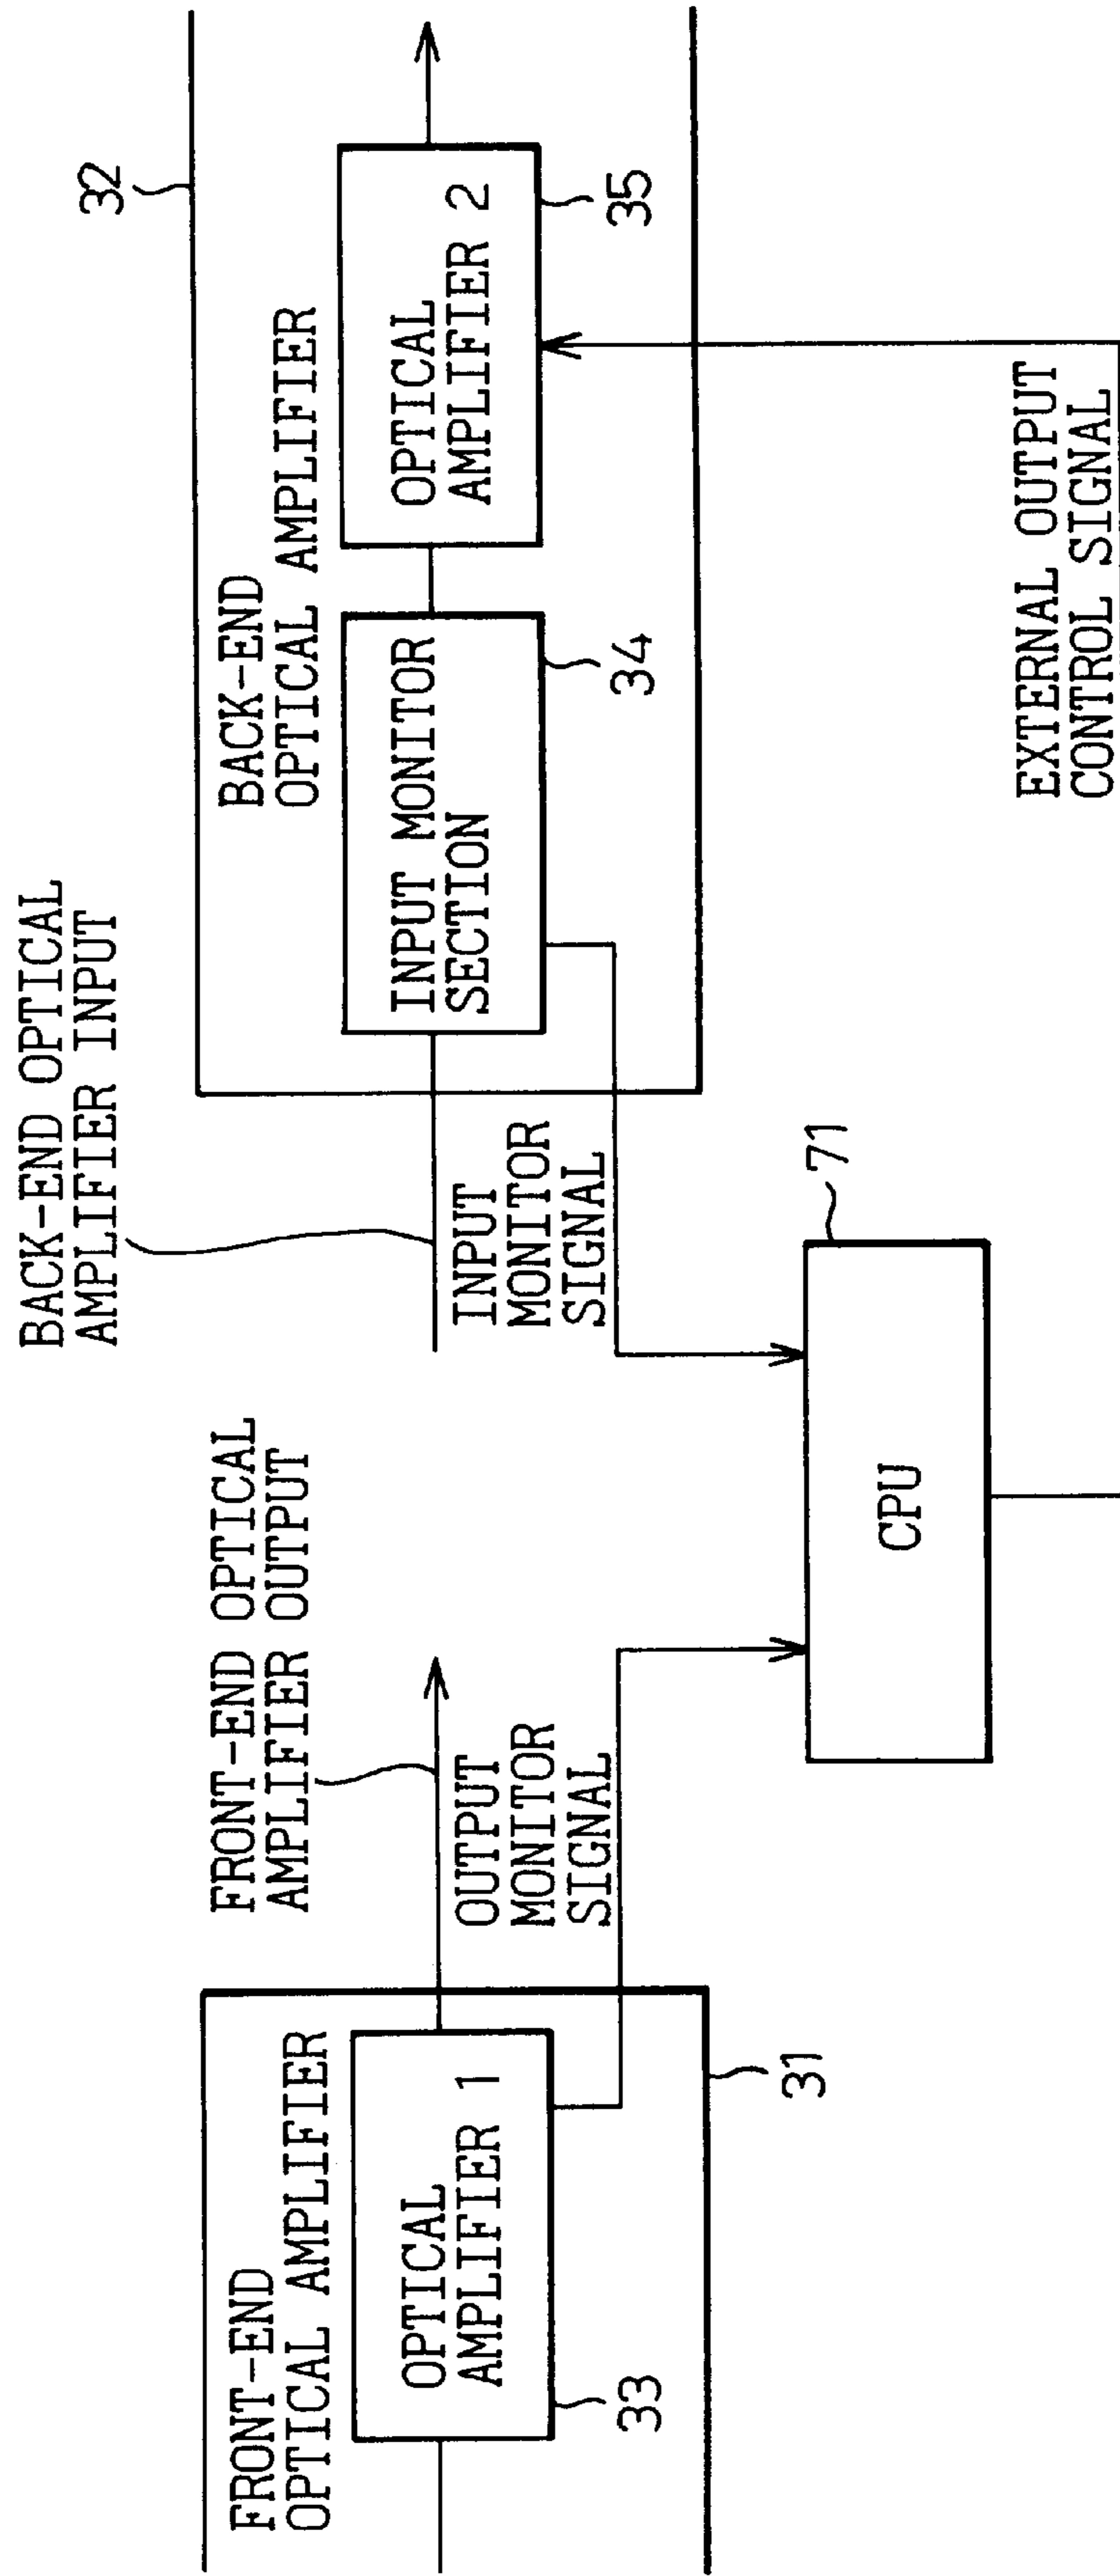 FRONT-END
OPTICAL AMPLIFIER
OPTICAL
AMPLIFIER 1
33
31
FRONT-END OPTICAL
AMPLIFIER OUTPUT
OUTPUT
MONITOR
SIGNAL
BACK-END OPTICAL
AMPLIFIER INPUT
INPUT
MONITOR
SIGNAL
CPU
71
32
BACK-END
OPTICAL AMPLIFIER
INPUT MONITOR
SECTION
34
OPTICAL
AMPLIFIER 2
35
EXTERNAL OUTPUT
CONTROL SIGNAL